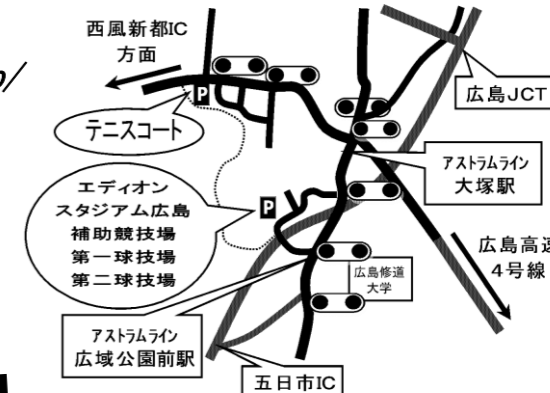 西風新都IC
方面
広島JCT
P
テニスコート
アストラムライン
大塚駅
エディオン
スタジアム広島
補助競技場
第一球技場
第二球技場
P
広島高速
4号線
広島修道
大学
アストラムライン
広域公園前駅
五日市IC